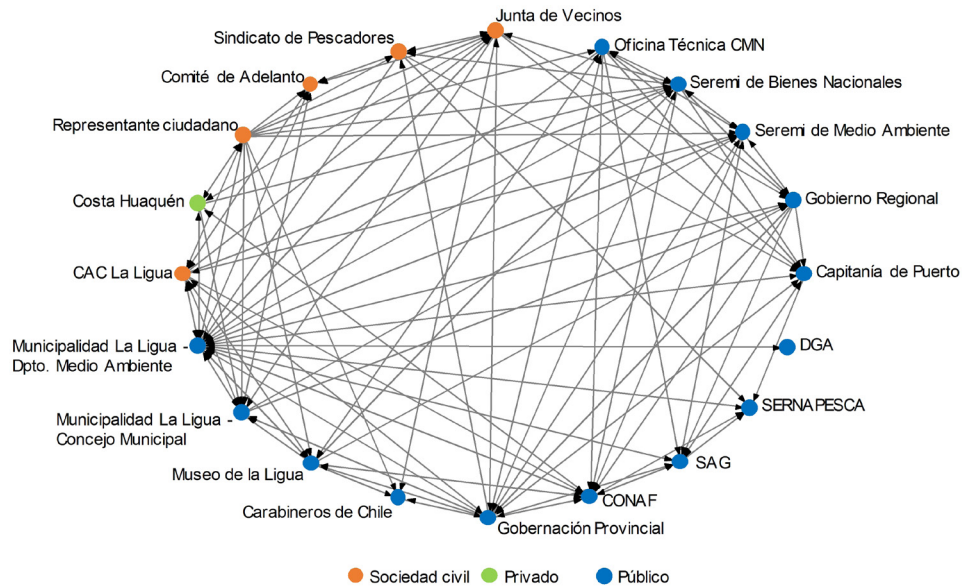 Junta de Vecinos
Sindicato de Pescadores
Oficina Técnica CMN
Comité de Adelanto
Seremi de Bienes Nacionales
Representante ciudadano
Seremi de Medio Ambiente
Costa Huaquén
Gobierno Regional
CAC La Ligua
Capitanía de Puerto
Municipalidad La Ligua -
Dpto. Medio Ambiente
DGA
Municipalidad La Ligua -
Concejo Municipal
SERNAPESCA
Museo de la Ligua
SAG
Carabineros de Chile
CONAF
Gobernación Provincial
Sociedad civil
Privado
Público